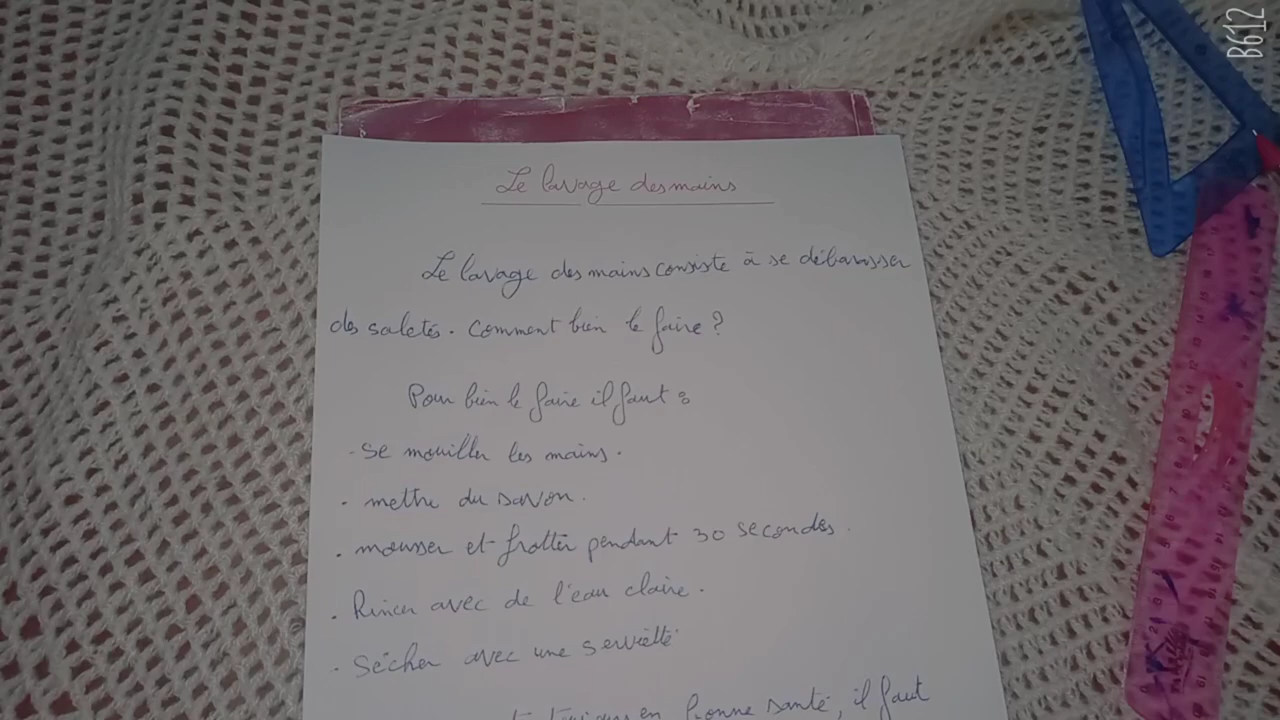 Le lavage des mains
Le lavage des mains consiste à se débarasser
des saletés. Comment bien le faire ?
Pour bien le faire il faut :
- Se mouiller les mains.
. mettre du savon.
. mousser et frotter pendant 30 secondes.
. Rincer avec de l'eau claire.
. Sécher avec une serviette
toujours en bonne santé, il faut
B612